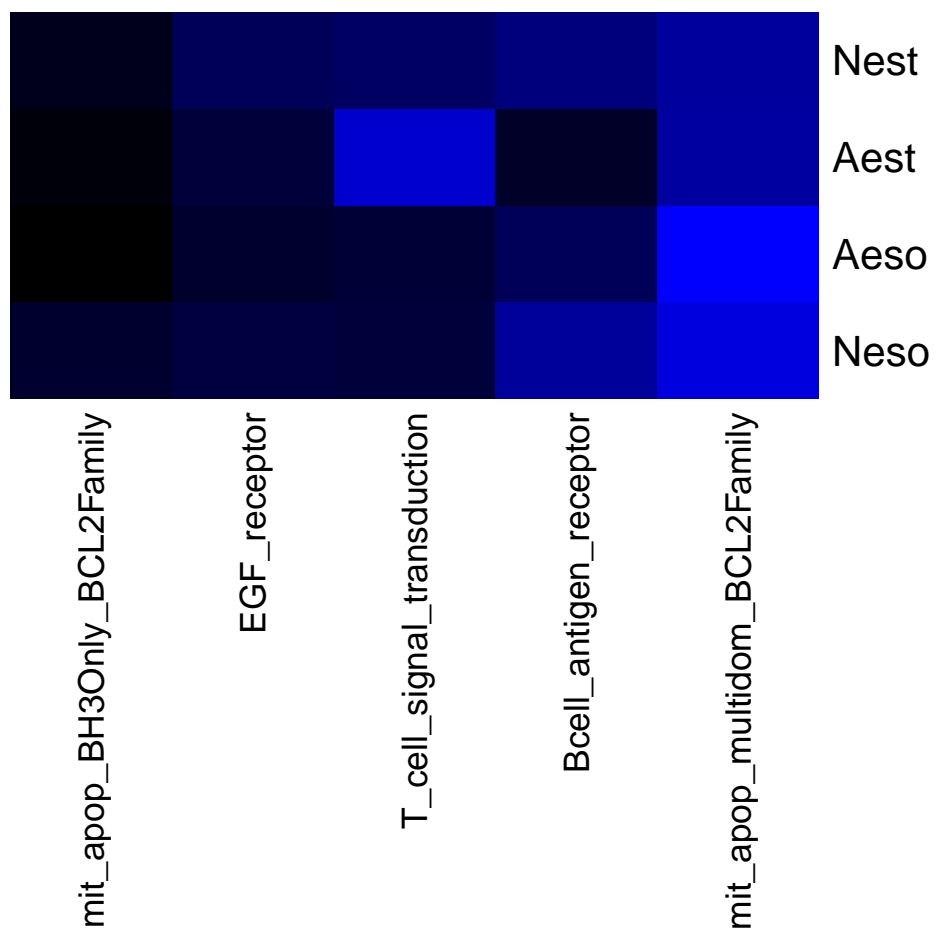 Nest
Aest
Aeso
Neso
mit_apop_BH3Only_BCL2Family
EGF_receptor
T_cell_signal_transduction
Bcell_antigen_receptor
mit_apop_multidom_BCL2Family